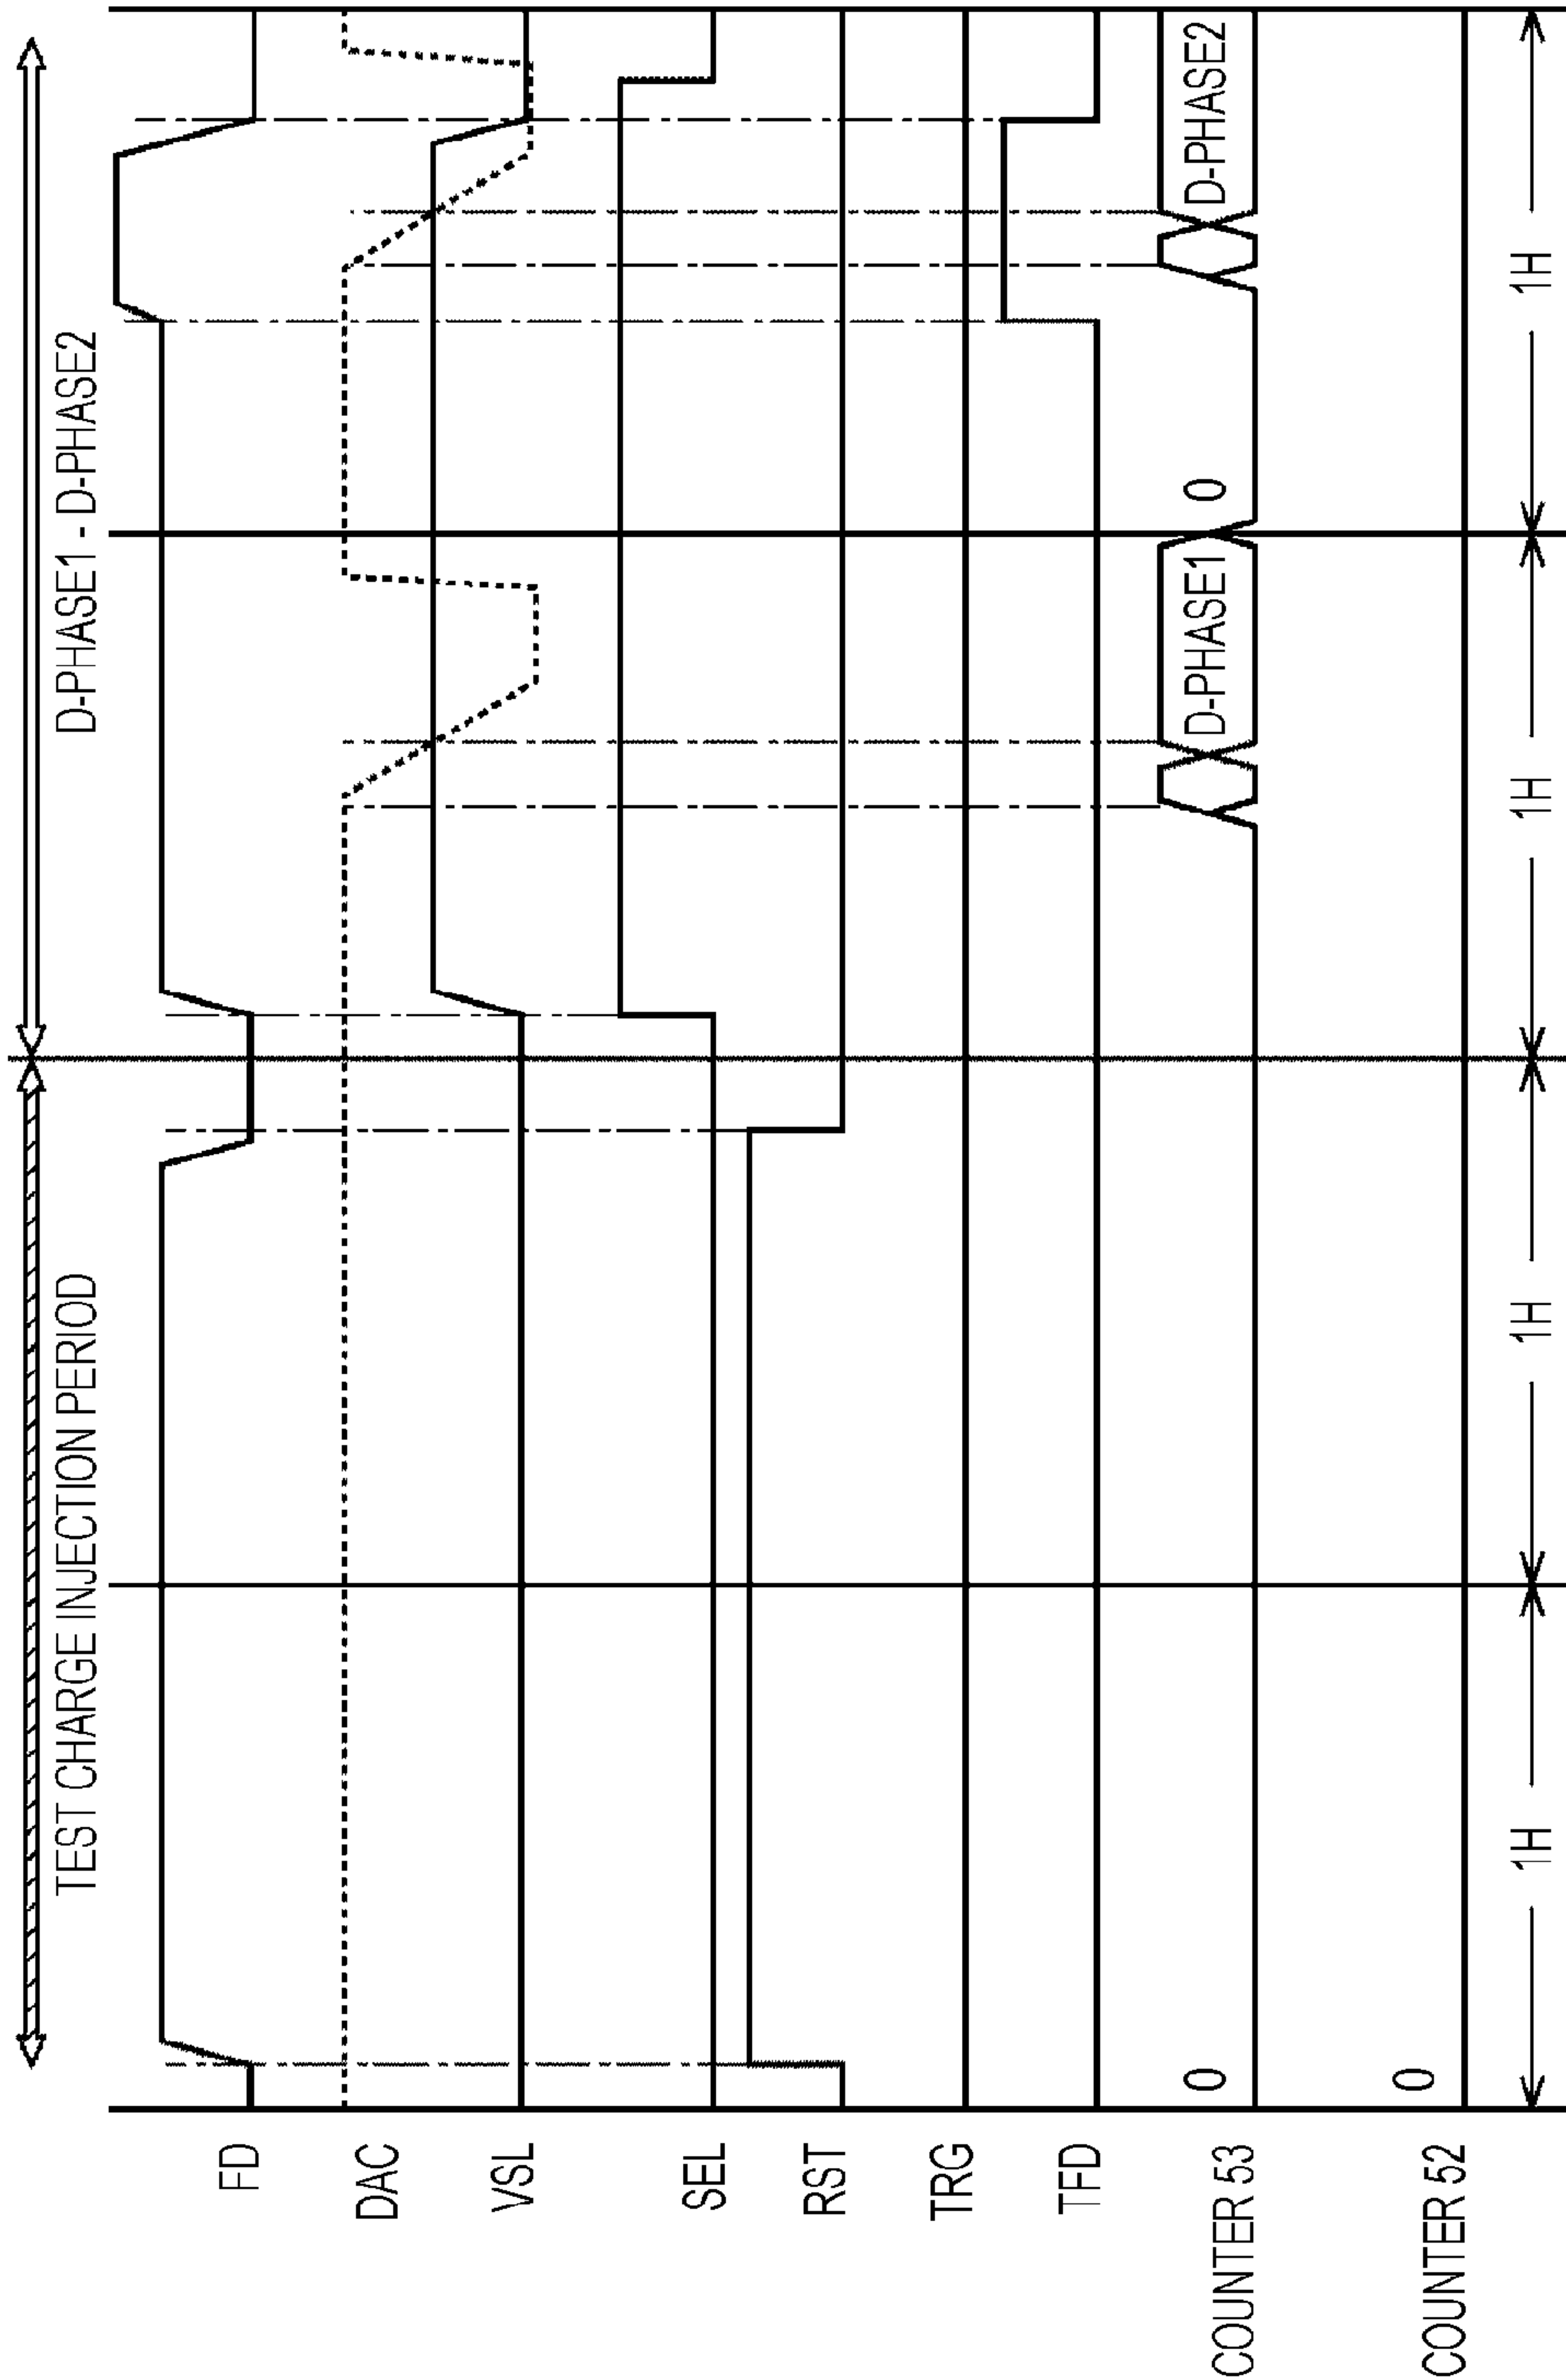 TEST CHARGE INJECTION PERIOD
D-PHASE1 - D-PHASE2
FD
DAC
VSL
SEL
RST
TRG
TFD
COUNTER 53
0
D-PHASE1
0
D-PHASE2
COUNTER 52
0
1H
1H
1H
1H